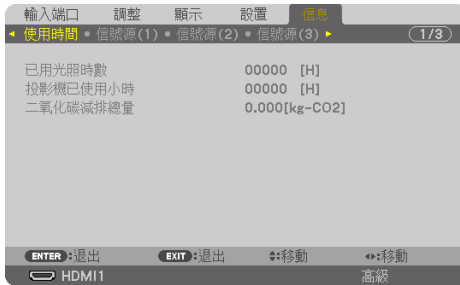 輸入端口 調整 顯示 設置 信息
使用時間 • 信號源(1) • 信號源(2) • 信號源(3) 1/3
已用光照時數 00000 [H]
投影機已使用小時 00000 [H]
二氧化碳減排總量 0.000[kg-CO2]
ENTER:退出 EXIT:退出 :移動 :移動
HDMI1 高級